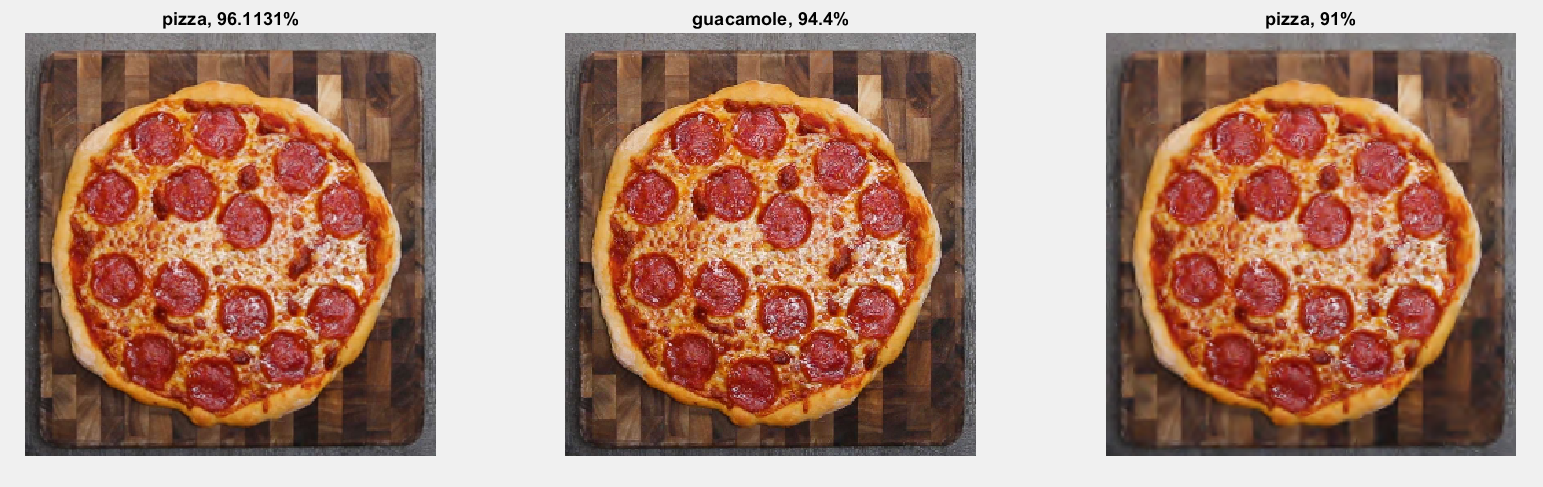 pizza, 96.1131%
guacamole, 94.4%
pizza, 91%